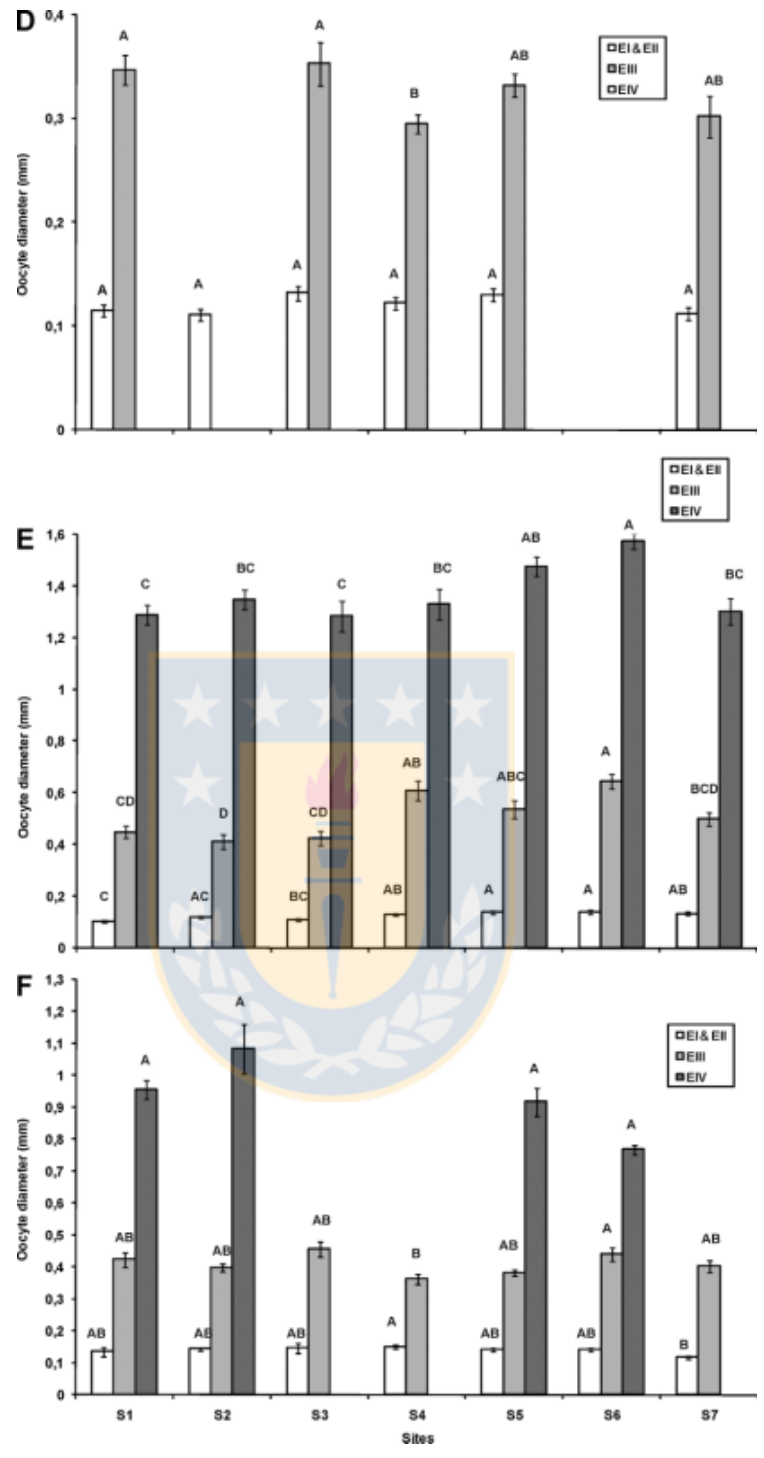 D
0,4
A
A
EI & EII
EIII
EIV
AB
AB
B
0,3
Oocyte diameter (mm)
0,2
A
A
A
A
A
A
0,1
0
EI & EII
EIII
EIV
E
1,6
A
AB
C
BC
C
BC
BC
1,4
1,2
1
Oocyte diameter (mm)
0,8
A
AB
ABC
BCD
CD
D
CD
0,6
0,4
C
AC
BC
AB
A
A
AB
0,2
0
F
1,3
A
1,2
EI & EII
EIII
EIV
1,1
A
A
1
0,9
A
0,8
Oocyte diameter (mm)
0,7
0,6
AB
AB
AB
B
AB
A
AB
0,5
0,4
0,3
AB
AB
AB
A
AB
AB
B
0,2
0,1
0
S1 S2 S3 S4 S5 S6 S7
Sites